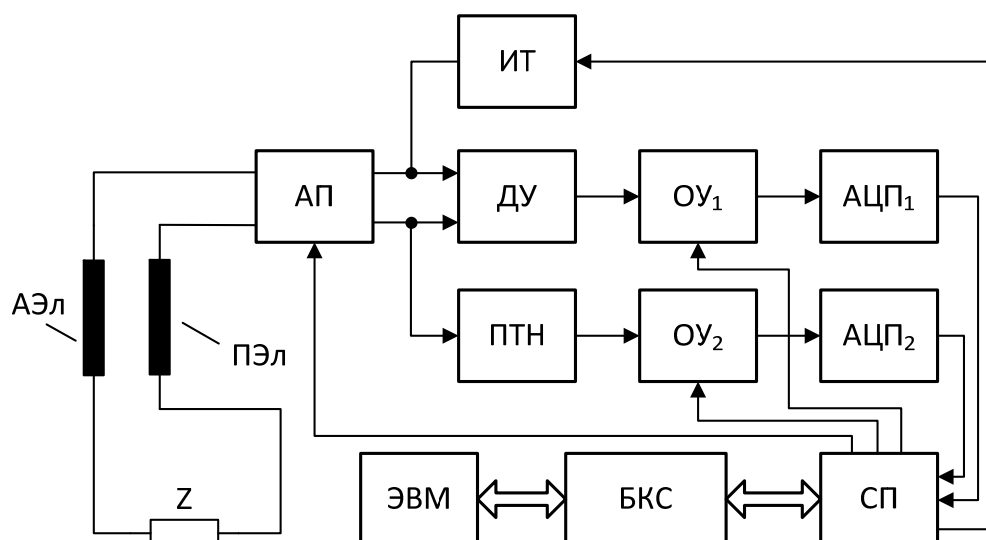 ИТ
АП
ДУ
ОУ₁
АЦП₁
АЭл
ПЭл
ПТН
ОУ₂
АЦП₂
Z
ЭВМ
БКС
СП